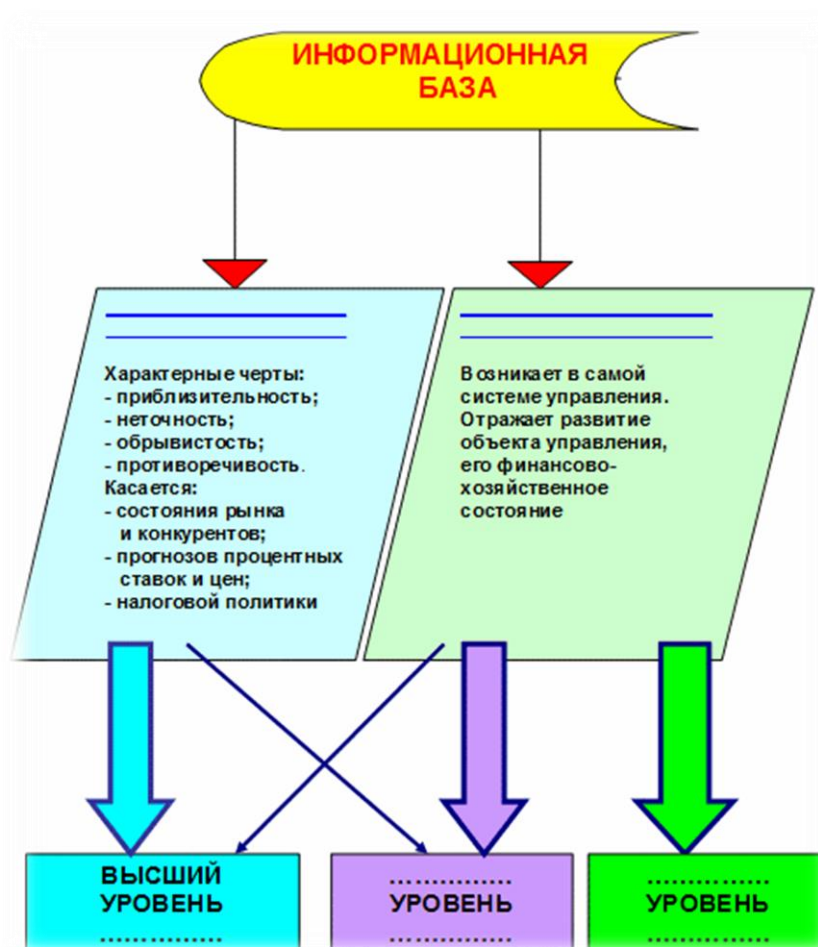 ИНФОРМАЦИОННАЯ
БАЗА
Характерные черты:
- приблизительность;
- неточность;
- обрывистость;
- противоречивость.
Касается:
- состояния рынка
и конкурентов;
- прогнозов процентных
ставок и цен;
- налоговой политики
Возникает в самой
системе управления.
Отражает развитие
объекта управления,
его финансово-
хозяйственное
состояние
ВЫСШИЙ
УРОВЕНЬ
...............
...............
УРОВЕНЬ
...............
...............
УРОВЕНЬ
...............